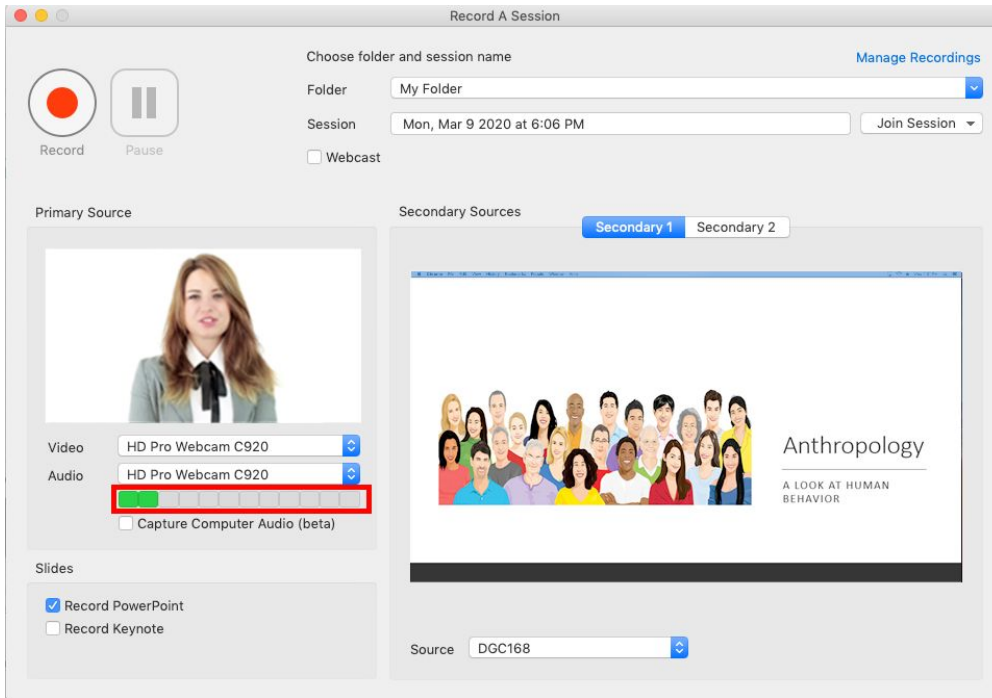 Record A Session
Choose folder and session name
Manage Recordings
Folder
My Folder
Session
Mon, Mar 9 2020 at 6:06 PM
Join Session
Record
Pause
Webcast
Primary Source
Secondary Sources
Secondary 1
Secondary 2
Video
HD Pro Webcam C920
Audio
HD Pro Webcam C920
Capture Computer Audio (beta)
Anthropology
A LOOK AT HUMAN
BEHAVIOR
Slides
Record PowerPoint
Record Keynote
Source
DGC168